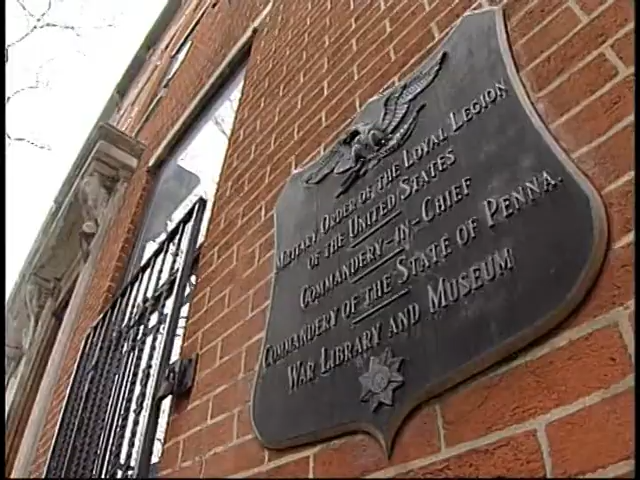 MILITARY ORDER OF THE LOYAL LEGION
OF THE UNITED STATES
COMMANDERY-IN-CHIEF
COMMANDERY OF THE STATE OF PENNA.
WAR LIBRARY AND MUSEUM